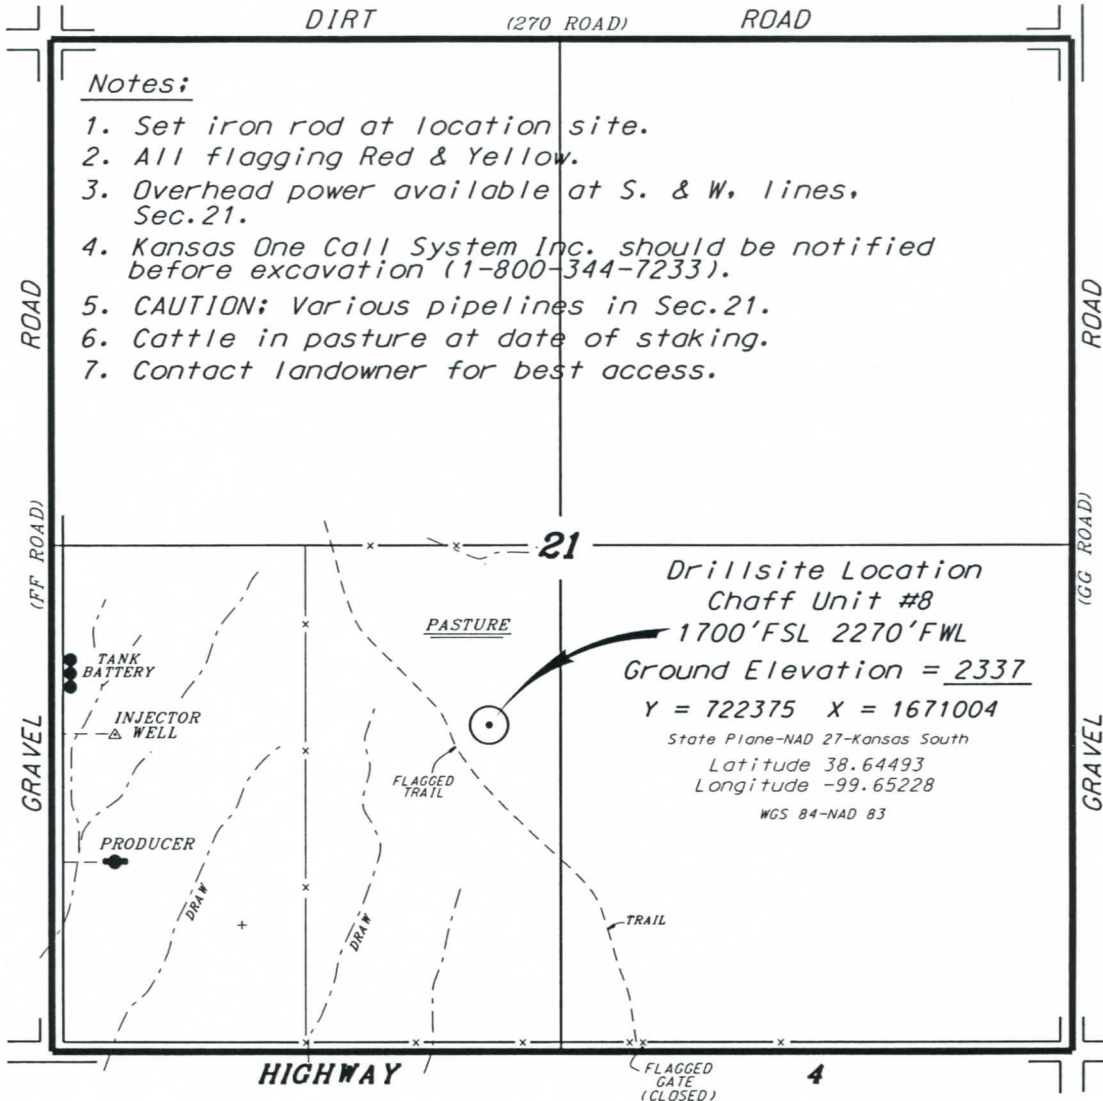 DIRT (270 ROAD) ROAD
Notes:
1. Set iron rod at location site.
2. All flagging Red & Yellow.
3. Overhead power available at S. & W. lines,
Sec.21.
4. Kansas One Call System Inc. should be notified
before excavation (1-800-344-7233).
5. CAUTION: Various pipelines in Sec.21.
6. Cattle in pasture at date of staking.
7. Contact landowner for best access.
ROAD
(FF ROAD)
GRAVEL
ROAD
(GG ROAD)
GRAVEL
21
Drillsite Location
Chaff Unit #8
1700'FSL 2270'FWL
Ground Elevation = 2337
Y = 722375 X = 1671004
State Plane-NAD 27-Kansas South
Latitude 38.64493
Longitude -99.65228
WGS 84-NAD 83
PASTURE
TANK
BATTERY
INJECTOR
WELL
FLAGGED
TRAIL
PRODUCER
DRAW
DRAW
TRAIL
HIGHWAY 4
FLAGGED
GATE
(CLOSED)